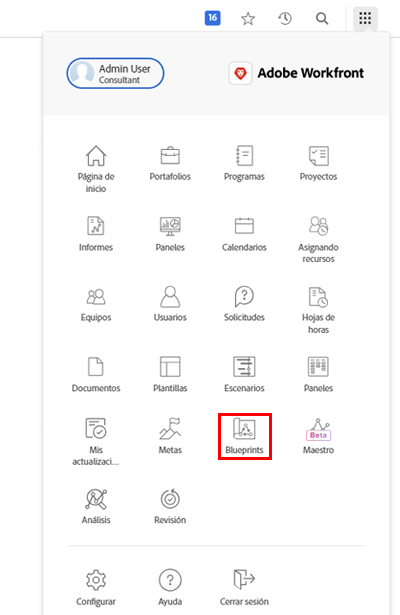 16
Admin User
Consultant
Adobe Workfront
Página de
inicio
Portafolios
Programas
Proyectos
Informes
Paneles
Calendarios
Asignando
recursos
Equipos
Usuarios
Solicitudes
Hojas de
horas
Documentos
Plantillas
Escenarios
Paneles
Mis
actualizaci...
Metas
Blueprints
Beta
Maestro
Análisis
Revisión
Configurar
Ayuda
Cerrar sesión